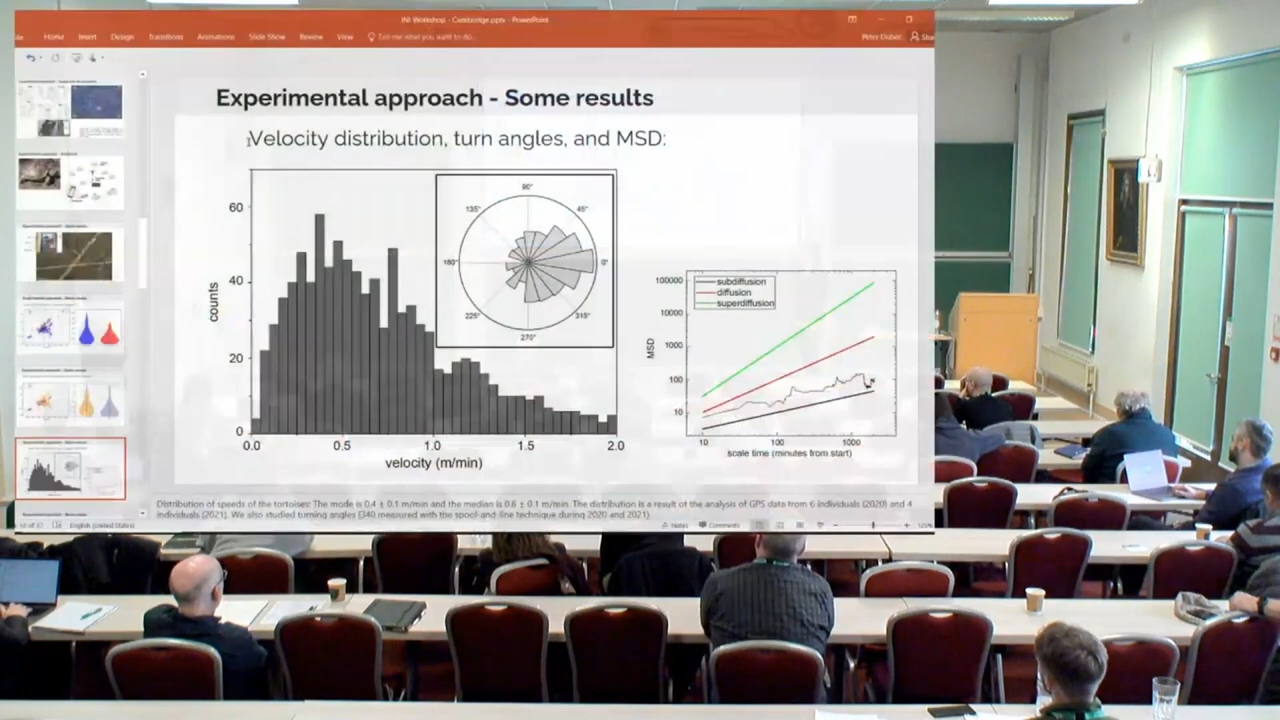 INI Workshop - Cambridge.pptx - PowerPoint
Home Insert Design Transitions Animations Slide Show Review View Tell me what you want to do...
Experimental approach - Some results
Velocity distribution, turn angles, and MSD:
counts
60
40
20
0
0.0 0.5 1.0 1.5 2.0
velocity (m/min)
90°
135° 45°
180° 0°
225° 315°
270°
MSD
100000
10000
1000
100
10
subdiffusion
diffusion
superdiffusion
10 100 1000
scale time (minutes from start)
Distribution of speeds of the tortoises: The mode is 0.4 ± 0.1 m/min and the median is 0.6 ± 0.1 m/min. The distribution is a result of the analysis of GPS data from 6 individuals (2020) and 4
individuals (2021). We also studied turning angles (340 measured with the spool-and-line technique during 2020 and 2021)
English (United States) Notes Comments